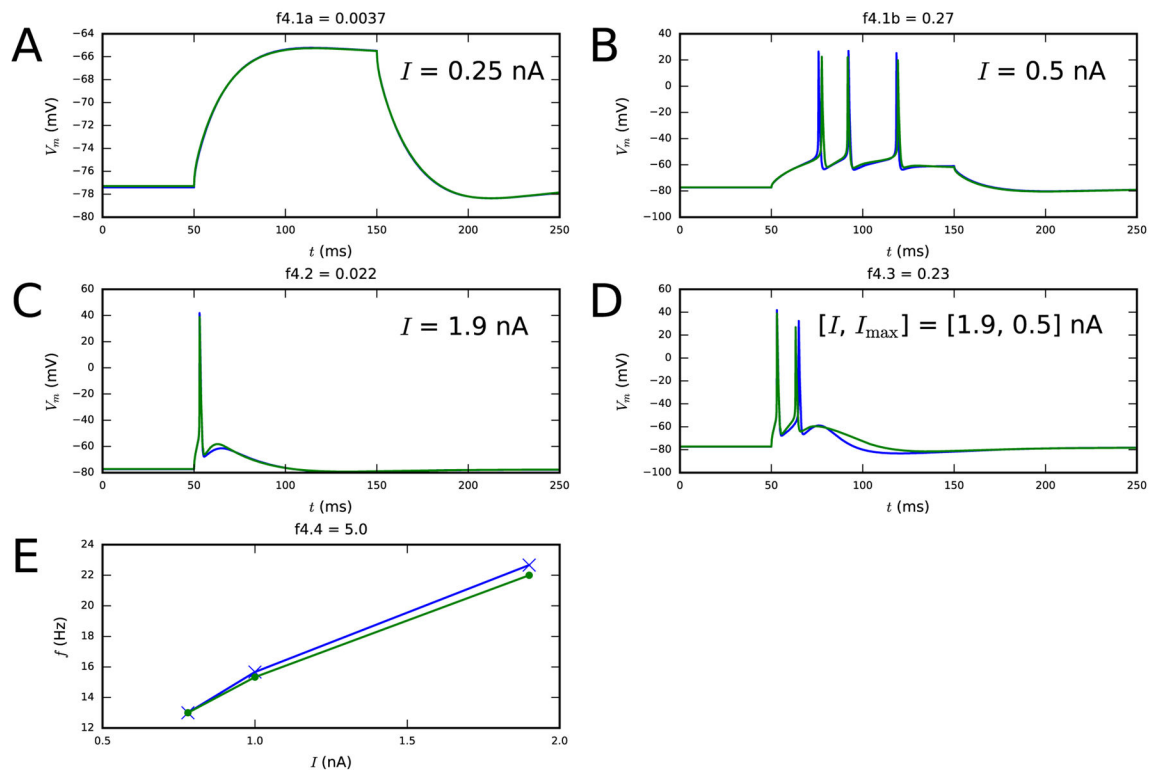 A
f4.1a = 0.0037
I = 0.25 nA
V_m (mV)
−64
−67
−69
−71
−73
−76
−78
−80
0
50
100
150
200
250
t (ms)
B
f4.1b = 0.27
I = 0.5 nA
V_m (mV)
40
20
0
−20
−40
−60
−80
−100
0
50
100
150
200
250
t (ms)
C
f4.2 = 0.022
I = 1.9 nA
V_m (mV)
60
40
20
0
−20
−40
−60
−80
0
50
100
150
200
250
t (ms)
D
f4.3 = 0.23
[I, I_max] = [1.9, 0.5] nA
V_m (mV)
60
40
20
0
−20
−40
−60
−80
−100
0
50
100
150
200
250
t (ms)
E
f4.4 = 5.0
f (Hz)
24
22
20
18
16
14
12
0.5
1.0
1.5
2.0
I (nA)